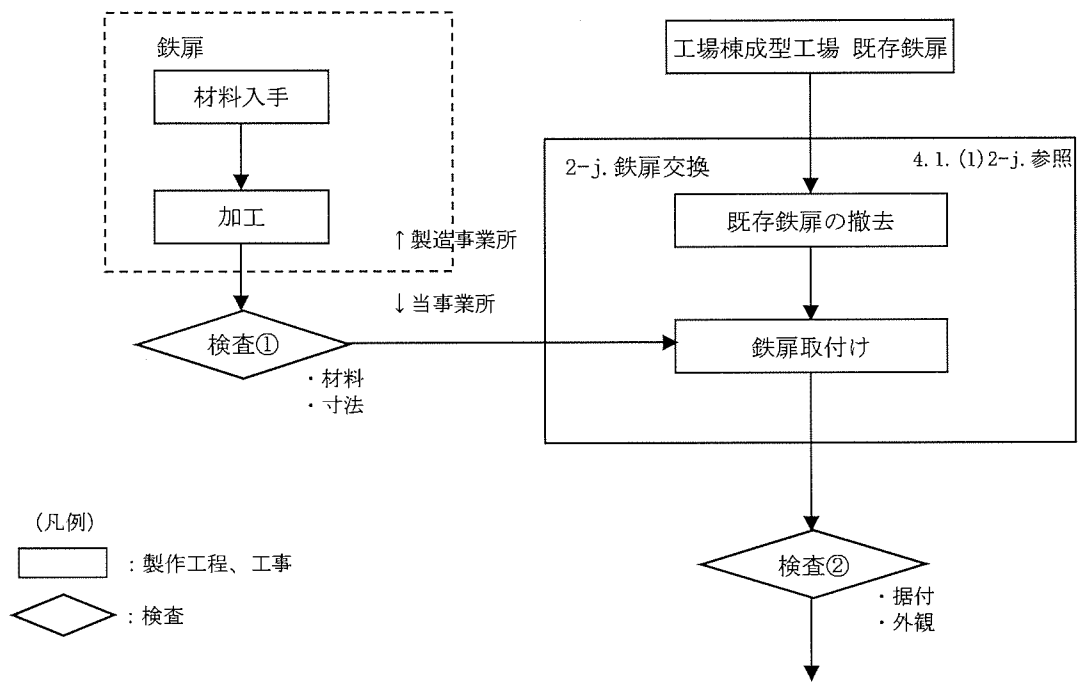 鉄扉
材料入手
加工
↑製造事業所
↓当事業所
検査①
・材料
・寸法
工場棟成型工場 既存鉄扉
2-j.鉄扉交換
4.1.(1)2-j.参照
既存鉄扉の撤去
鉄扉取付け
検査②
・据付
・外観
(凡例)
：製作工程、工事
：検査